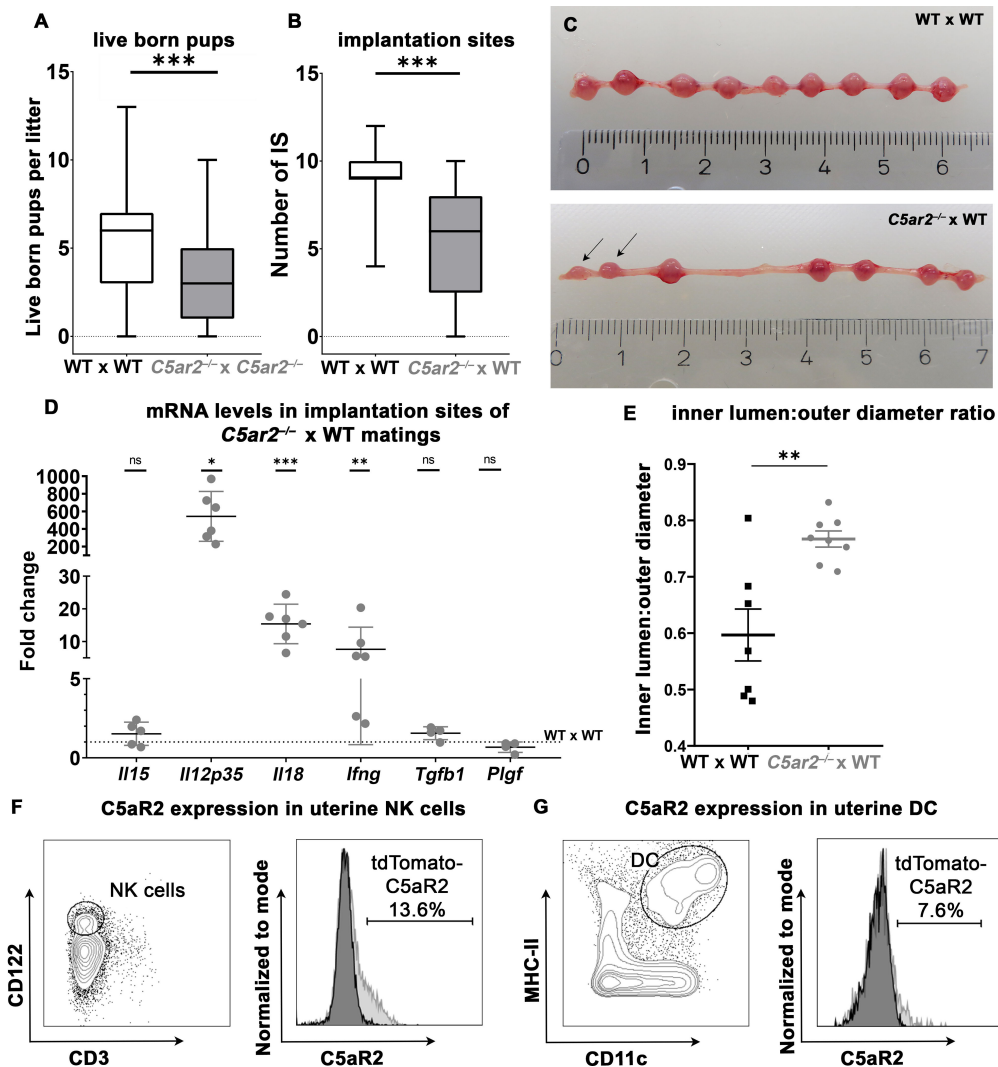 A
live born pups
***
Live born pups per litter
15
10
5
0
WT x WT
C5ar2–/– x C5ar2–/–
B
implantation sites
***
Number of IS
15
10
5
0
WT x WT
C5ar2–/– x WT
C
WT x WT
0 1 2 3 4 5 6
C5ar2–/– x WT
0 1 2 3 4 5 6 7
D
mRNA levels in implantation sites of
C5ar2–/– x WT matings
ns * *** ** ns ns
Fold change
1000
800
600
400
200
30
20
10
5
0
WT x WT
Il15 Il12p35 Il18 Ifng Tgfb1 Plgf
E
inner lumen:outer diameter ratio
**
Inner lumen:outer diameter
0.9
0.8
0.7
0.6
0.5
0.4
WT x WT
C5ar2–/– x WT
F
C5aR2 expression in uterine NK cells
NK cells
CD122
CD3
Normalized to mode
tdTomato-
C5aR2
13.6%
C5aR2
G
C5aR2 expression in uterine DC
DC
MHC-II
CD11c
Normalized to mode
tdTomato-
C5aR2
7.6%
C5aR2